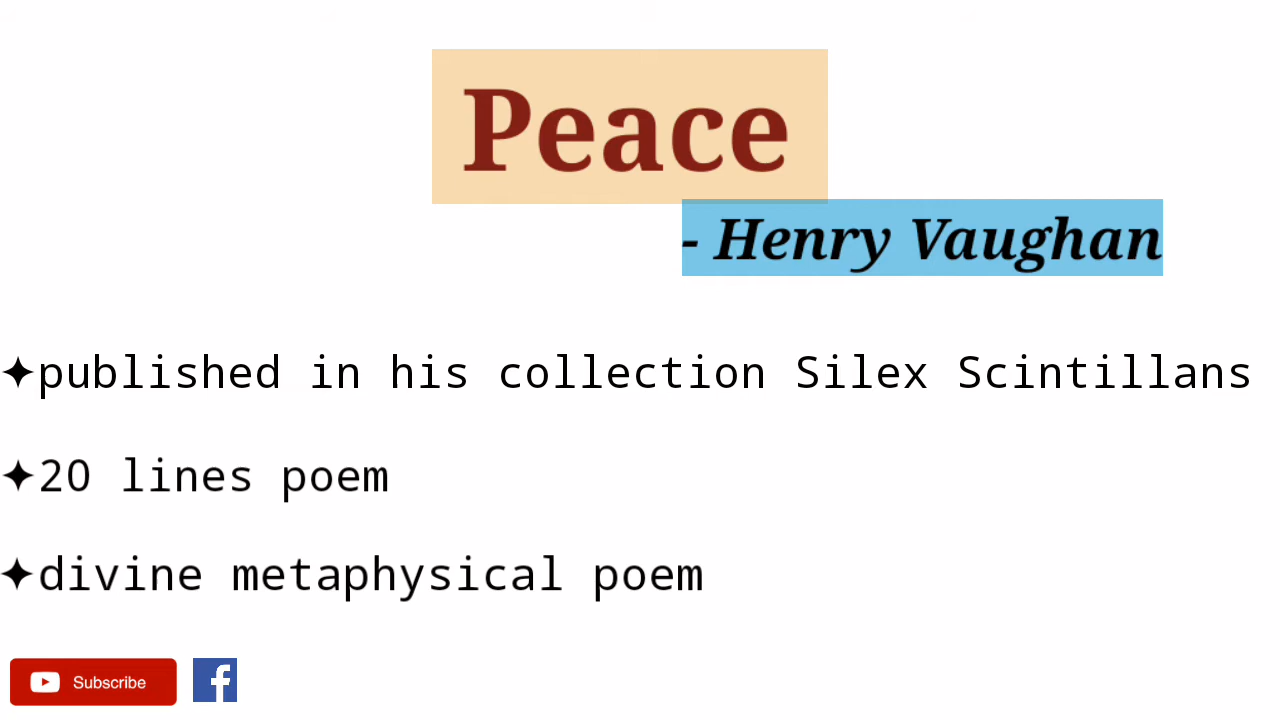 Peace
- Henry Vaughan
✦published in his collection Silex Scintillans
✦20 lines poem
✦divine metaphysical poem
Subscribe